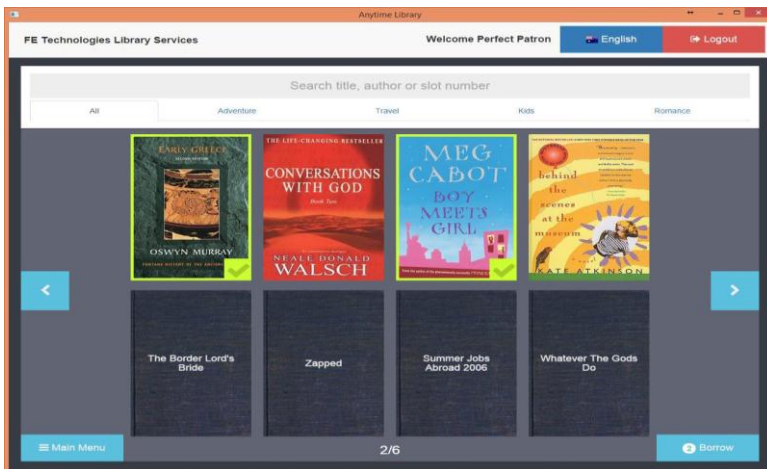 Anytime Library
FE Technologies Library Services
Welcome Perfect Patron
English
Logout
Search title, author or slot number
All
Adventure
Travel
Kids
Romance
EARLY GREECE
SECOND EDITION
OSWYN MURRAY
THE LIFE-CHANGING BESTSELLER
CONVERSATIONS
WITH GOD
Book Two
NEALE DONALD
WALSCH
MEG
CABOT
BOY
MEETS
GIRL
behind
the
scenes
at the
museum
a novel
KATE ATKINSON
The Border Lord's
Bride
Zapped
Summer Jobs
Abroad 2006
Whatever The Gods
Do
Main Menu
2/6
2 Borrow